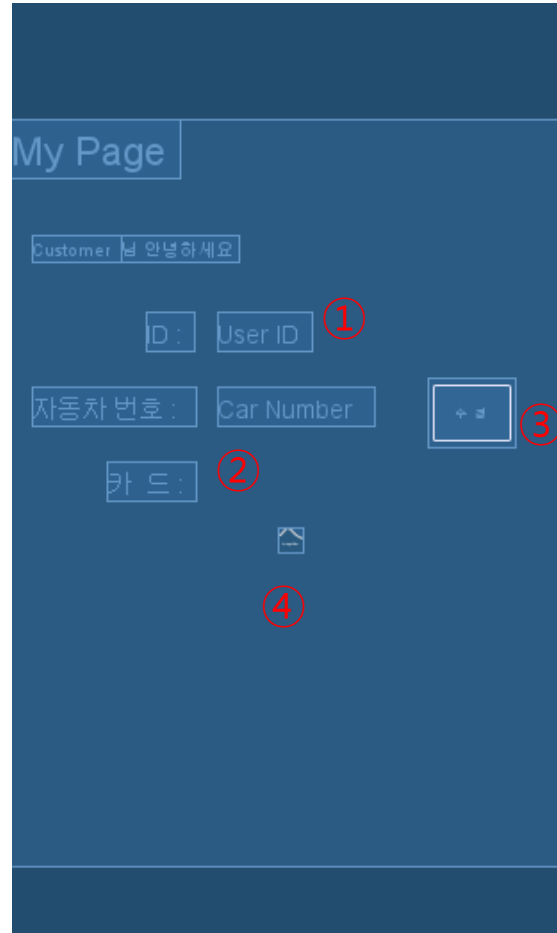 My Page
Customer 님 안녕하세요
ID : User ID ①
자동차 번호 : Car Number
③
카 드 : ②
④